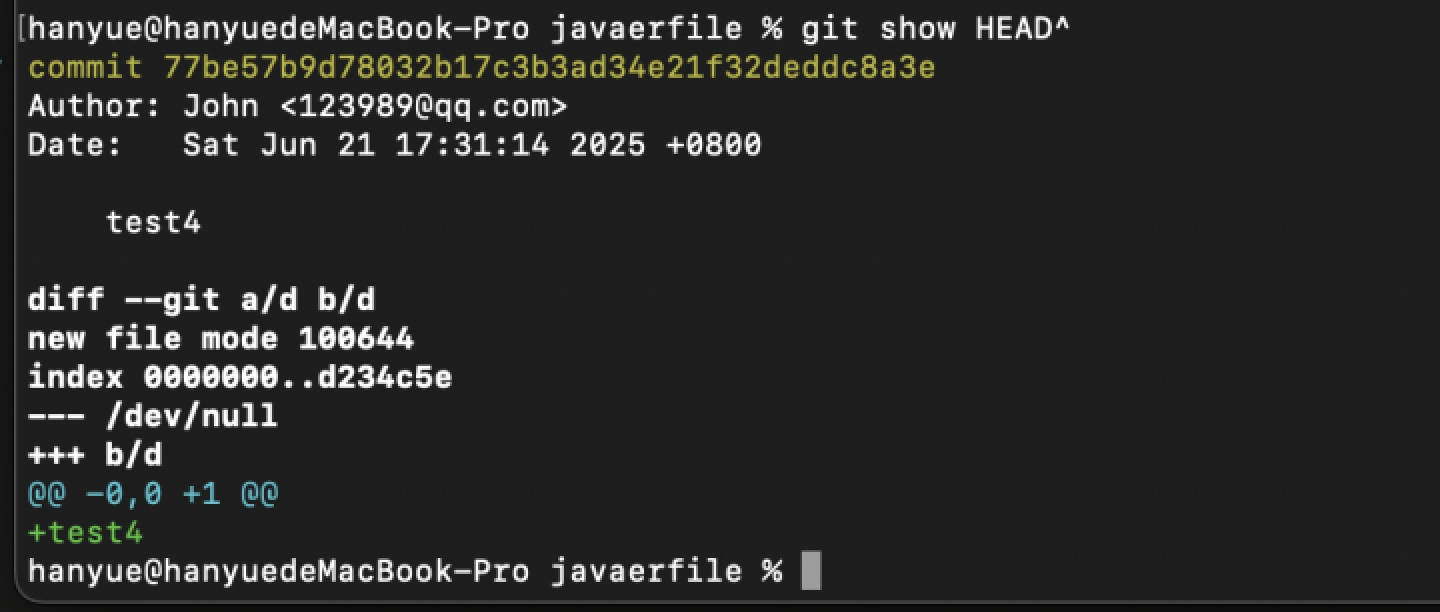 [hanyue@hanyuedeMacBook-Pro javaerfile % git show HEAD^
commit 77be57b9d78032b17c3b3ad34e21f32deddc8a3e
Author: John <123989@qq.com>
Date:   Sat Jun 21 17:31:14 2025 +0800
    test4
diff --git a/d b/d
new file mode 100644
index 0000000..d234c5e
--- /dev/null
+++ b/d
@@ -0,0 +1 @@
+test4
hanyue@hanyuedeMacBook-Pro javaerfile %